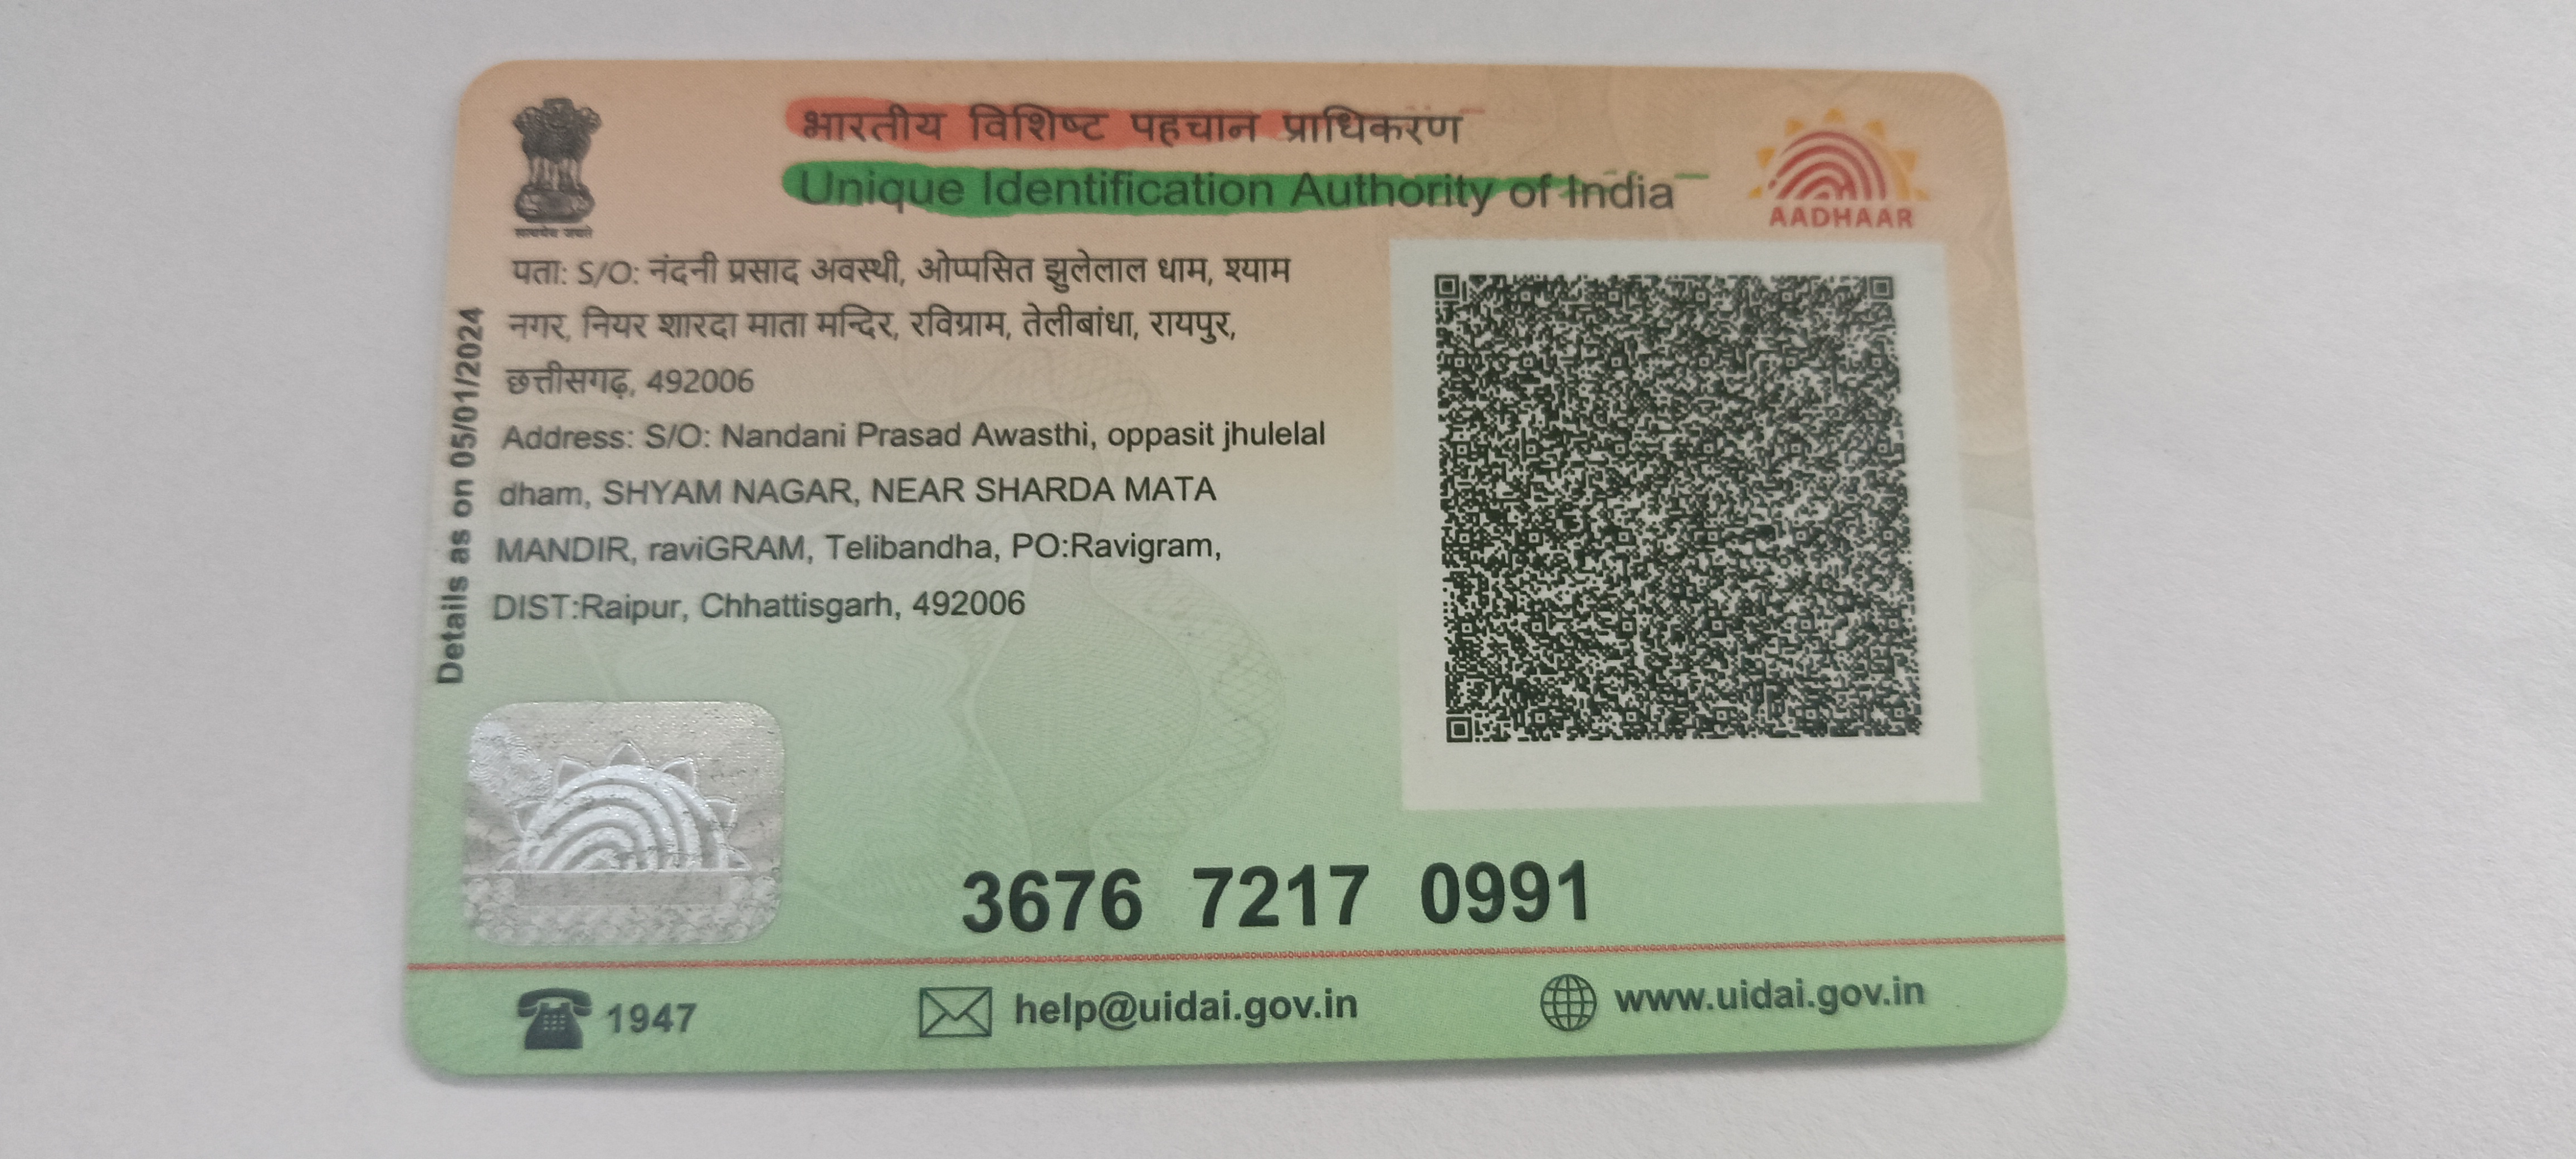 भारतीय विशिष्ट पहचान प्राधिकरण
Unique Identification Authority of India
AADHAAR
सत्यमेव जयते
पता: S/O: नंदनी प्रसाद अवस्थी, ओप्पसित झुलेलाल धाम, श्याम
नगर, नियर शारदा माता मन्दिर, रविग्राम, तेलीबांधा, रायपुर,
छत्तीसगढ़, 492006
Address: S/O: Nandani Prasad Awasthi, oppasit jhulelal
dham, SHYAM NAGAR, NEAR SHARDA MATA
MANDIR, raviGRAM, Telibandha, PO:Ravigram,
DIST:Raipur, Chhattisgarh, 492006
Details as on 05/01/2024
3676 7217 0991
1947
help@uidai.gov.in
www.uidai.gov.in